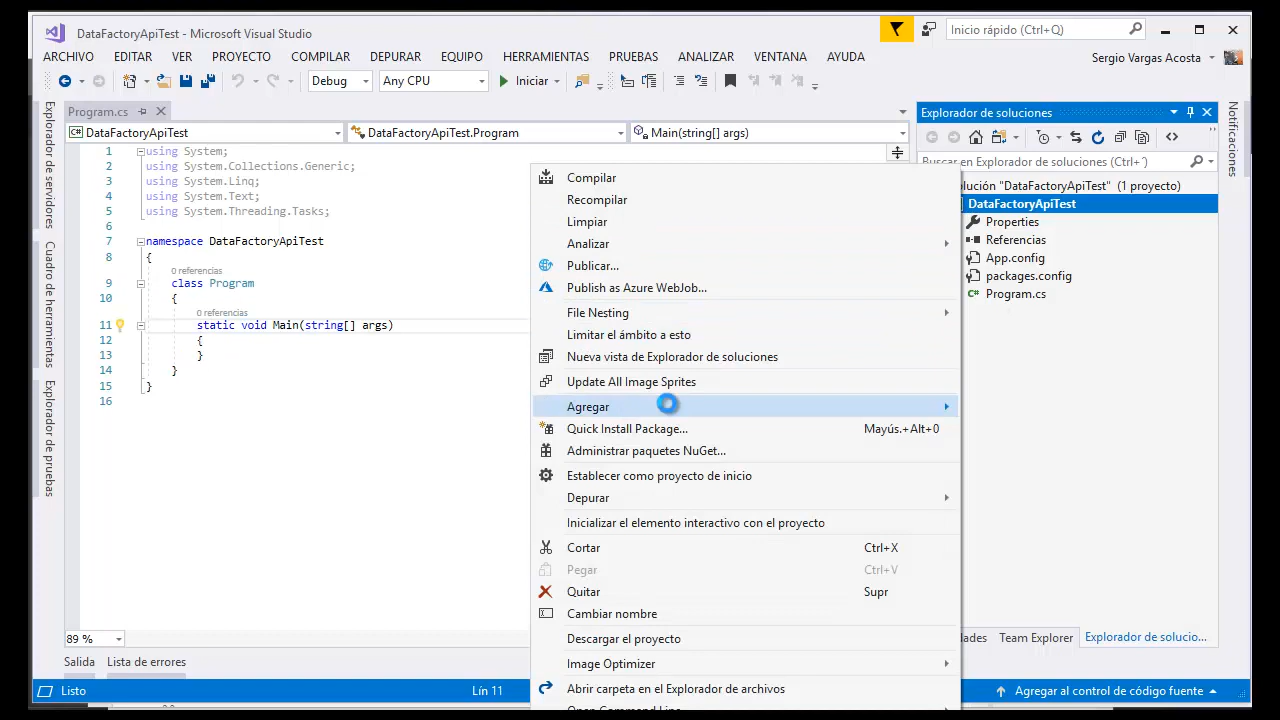 DataFactoryApiTest - Microsoft Visual Studio
Inicio rápido (Ctrl+Q)
ARCHIVO EDITAR VER PROYECTO COMPILAR DEPURAR EQUIPO HERRAMIENTAS PRUEBAS ANALIZAR VENTANA AYUDA
Sergio Vargas Acosta
Debug Any CPU Iniciar
Explorador de servidores
Cuadro de herramientas
Explorador de pruebas
Program.cs
DataFactoryApiTest DataFactoryApiTest.Program Main(string[] args)
1 using System;
2 using System.Collections.Generic;
3 using System.Linq;
4 using System.Text;
5 using System.Threading.Tasks;
6
7 namespace DataFactoryApiTest
8 {
0 referencias
9 class Program
10 {
0 referencias
11 static void Main(string[] args)
12 {
13 }
14 }
15 }
16
89 %
Salida Lista de errores
Listo
Lín 11
Agregar al control de código fuente
Compilar
Recompilar
Limpiar
Analizar
Publicar...
Publish as Azure WebJob...
File Nesting
Limitar el ámbito a esto
Nueva vista de Explorador de soluciones
Update All Image Sprites
Agregar
Quick Install Package... Mayús.+Alt+0
Administrar paquetes NuGet...
Establecer como proyecto de inicio
Depurar
Inicializar el elemento interactivo con el proyecto
Cortar Ctrl+X
Pegar Ctrl+V
Quitar Supr
Cambiar nombre
Descargar el proyecto
Image Optimizer
Abrir carpeta en el Explorador de archivos
Explorador de soluciones
Buscar en Explorador de soluciones (Ctrl+´)
olución "DataFactoryApiTest" (1 proyecto)
DataFactoryApiTest
Properties
Referencias
App.config
packages.config
Program.cs
dades Team Explorer Explorador de solucio...
Notificaciones